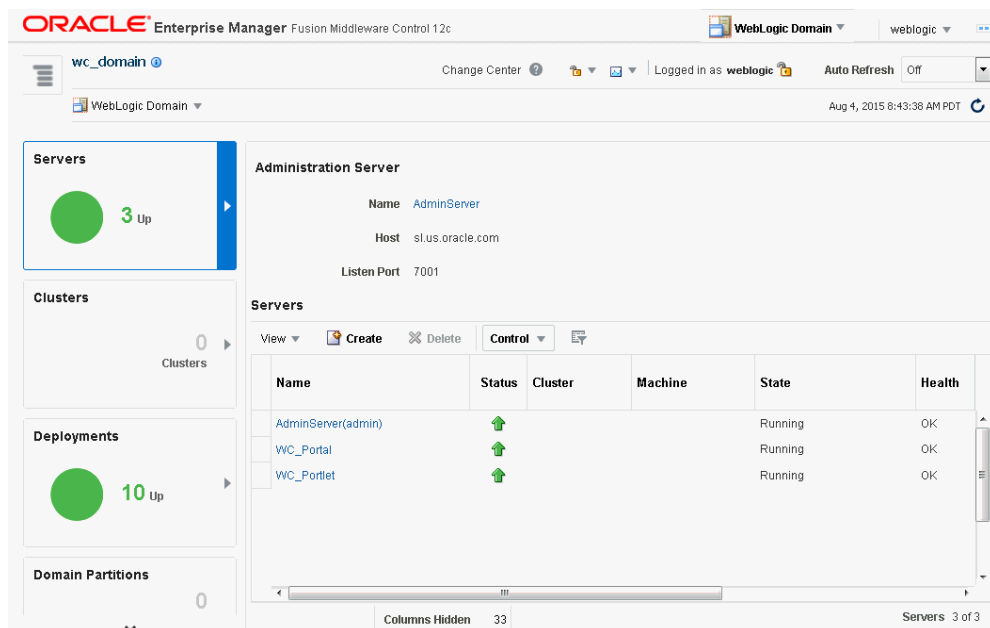 ORACLE Enterprise Manager Fusion Middleware Control 12c
WebLogic Domain
weblogic
wc_domain
Change Center
Logged in as weblogic
Auto Refresh Off
WebLogic Domain
Aug 4, 2015 8:43:38 AM PDT
Servers
3 Up
Clusters
0
Clusters
Deployments
10 Up
Domain Partitions
0
Administration Server
Name AdminServer
Host sl.us.oracle.com
Listen Port 7001
Servers
View Create Delete Control
Name Status Cluster Machine State Health
AdminServer(admin) Running OK
WC_Portal Running OK
WC_Portlet Running OK
Columns Hidden 33
Servers 3 of 3